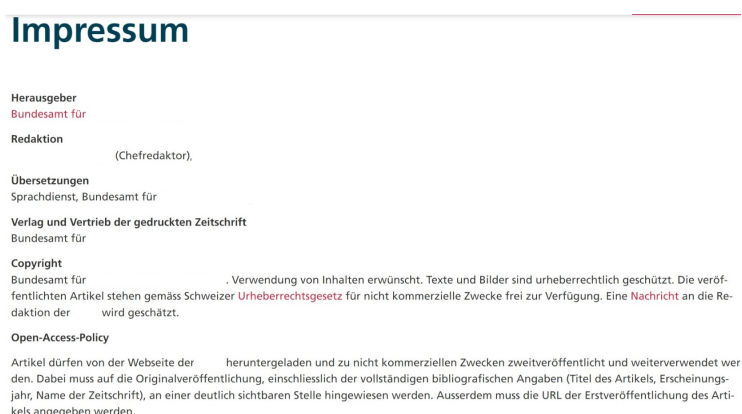 Impressum
Herausgeber
Bundesamt für
Redaktion
(Chefredaktor),
Übersetzungen
Sprachdienst, Bundesamt für
Verlag und Vertrieb der gedruckten Zeitschrift
Bundesamt für
Copyright
Bundesamt für . Verwendung von Inhalten erwünscht. Texte und Bilder sind urheberrechtlich geschützt. Die veröf-
fentlichten Artikel stehen gemäss Schweizer Urheberrechtsgesetz für nicht kommerzielle Zwecke frei zur Verfügung. Eine Nachricht an die Re-
daktion der wird geschätzt.
Open-Access-Policy
Artikel dürfen von der Webseite der heruntergeladen und zu nicht kommerziellen Zwecken zweitveröffentlicht und weiterverwendet wer
den. Dabei muss auf die Originalveröffentlichung, einschliesslich der vollständigen bibliografischen Angaben (Titel des Artikels, Erscheinungs-
jahr, Name der Zeitschrift), an einer deutlich sichtbaren Stelle hingewiesen werden. Ausserdem muss die URL der Erstveröffentlichung des Arti-
kels angegeben werden.